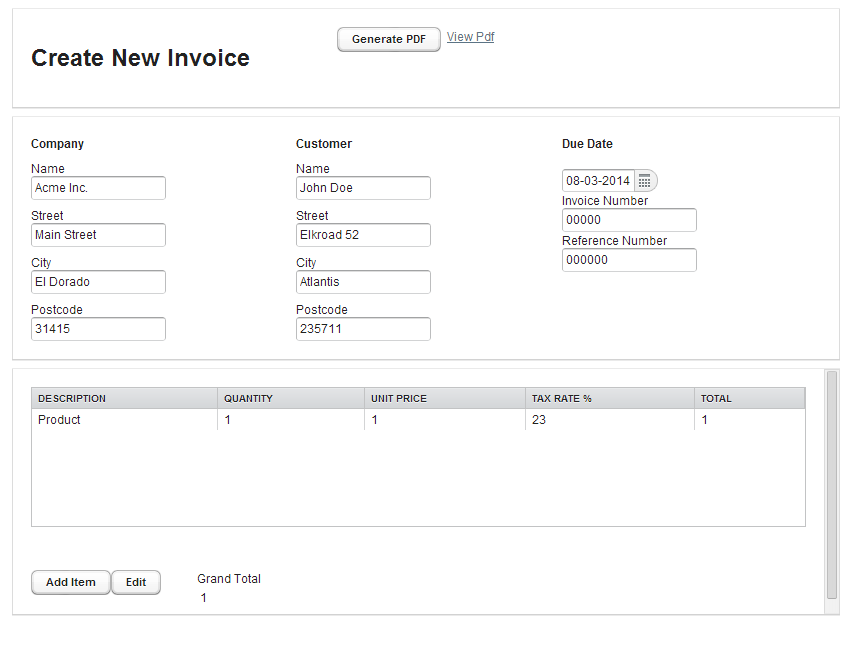 Create New Invoice
Generate PDF View Pdf
Company Customer Due Date
Name Name
Acme Inc. John Doe 08-03-2014
Street Street Invoice Number
Main Street Elkroad 52 00000
City City Reference Number
El Dorado Atlantis 000000
Postcode Postcode
31415 235711
DESCRIPTION QUANTITY UNIT PRICE TAX RATE % TOTAL
Product 1 1 23 1
Add Item Edit Grand Total
1